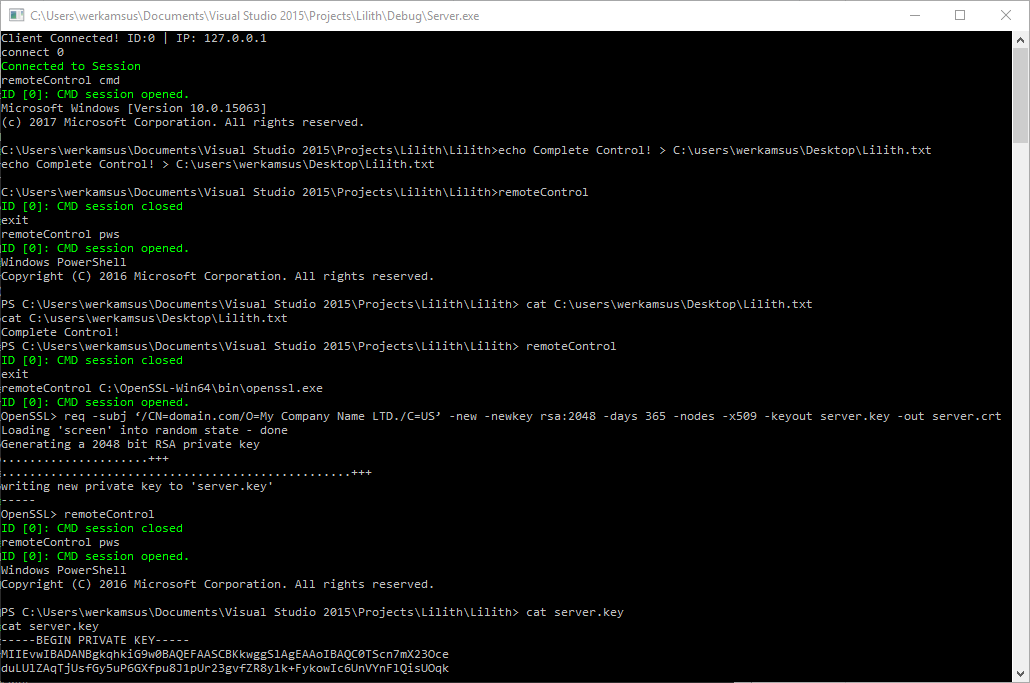 C:\Users\werkamsus\Documents\Visual Studio 2015\Projects\Lilith\Debug\Server.exe
Client Connected! ID:0 | IP: 127.0.0.1
connect 0
Connected to Session
remoteControl cmd
ID [0]: CMD session opened.
Microsoft Windows [Version 10.0.15063]
(c) 2017 Microsoft Corporation. All rights reserved.
C:\Users\werkamsus\Documents\Visual Studio 2015\Projects\Lilith\Lilith>echo Complete Control! > C:\users\werkamsus\Desktop\Lilith.txt
echo Complete Control! > C:\users\werkamsus\Desktop\Lilith.txt
C:\Users\werkamsus\Documents\Visual Studio 2015\Projects\Lilith\Lilith>remoteControl
ID [0]: CMD session closed
exit
remoteControl pws
ID [0]: CMD session opened.
Windows PowerShell
Copyright (C) 2016 Microsoft Corporation. All rights reserved.
PS C:\Users\werkamsus\Documents\Visual Studio 2015\Projects\Lilith\Lilith> cat C:\users\werkamsus\Desktop\Lilith.txt
cat C:\users\werkamsus\Desktop\Lilith.txt
Complete Control!
PS C:\Users\werkamsus\Documents\Visual Studio 2015\Projects\Lilith\Lilith> remoteControl
ID [0]: CMD session closed
exit
remoteControl C:\OpenSSL-Win64\bin\openssl.exe
ID [0]: CMD session opened.
OpenSSL> req -subj ‘/CN=domain.com/O=My Company Name LTD./C=US’ -new -newkey rsa:2048 -days 365 -nodes -x509 -keyout server.key -out server.crt
Loading 'screen' into random state - done
Generating a 2048 bit RSA private key
.....................+++
..................................................+++
writing new private key to 'server.key'
-----
OpenSSL> remoteControl
ID [0]: CMD session closed
remoteControl pws
ID [0]: CMD session opened.
Windows PowerShell
Copyright (C) 2016 Microsoft Corporation. All rights reserved.
PS C:\Users\werkamsus\Documents\Visual Studio 2015\Projects\Lilith\Lilith> cat server.key
cat server.key
-----BEGIN PRIVATE KEY-----
MIIEvwIBADANBgkqhkiG9w0BAQEFAASCBKkwggSlAgEAAoIBAQC0TScn7mX23Oce
duLUlZAqTjUsfGy5uP6GXfpu8J1pUr23gvfZR8ylk+FykowIc6UnVYnFlQisUOqk